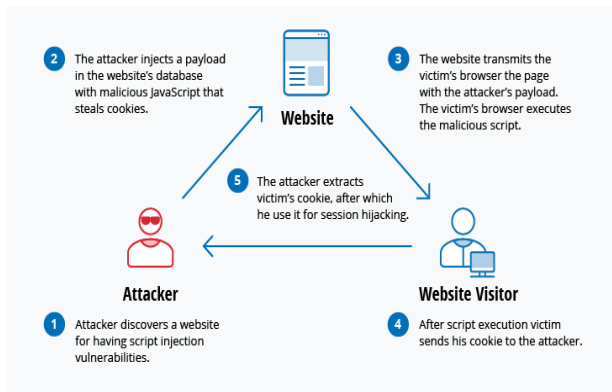 2
The attacker injects a payload
in the website's database
with malicious JavaScript that
steals cookies.
Website
3
The website transmits the
victim's browser the page
with the attacker's payload.
The victim's browser executes
the malicious script.
5
The attacker extracts
victim's cookie, after which
he use it for session hijacking.
Attacker
1
Attacker discovers a website
for having script injection
vulnerabilities.
Website Visitor
4
After script execution victim
sends his cookie to the attacker.